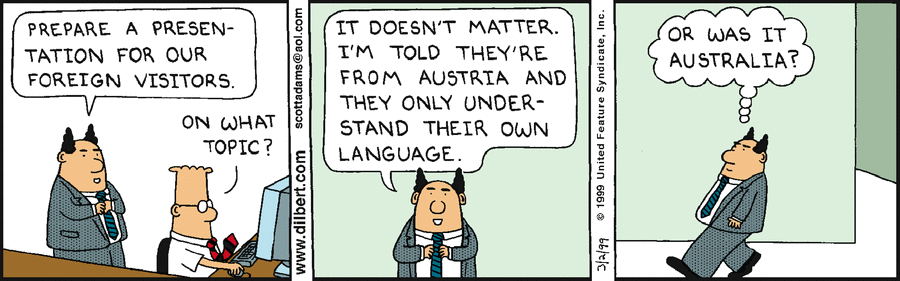 PREPARE A PRESEN-
TATION FOR OUR
FOREIGN VISITORS.
ON WHAT
TOPIC?
www.dilbert.com
scottadams@aol.com
IT DOESN'T MATTER.
I'M TOLD THEY'RE
FROM AUSTRIA AND
THEY ONLY UNDER-
STAND THEIR OWN
LANGUAGE.
3/2/99 © 1999 United Feature Syndicate, Inc.
OR WAS IT
AUSTRALIA?